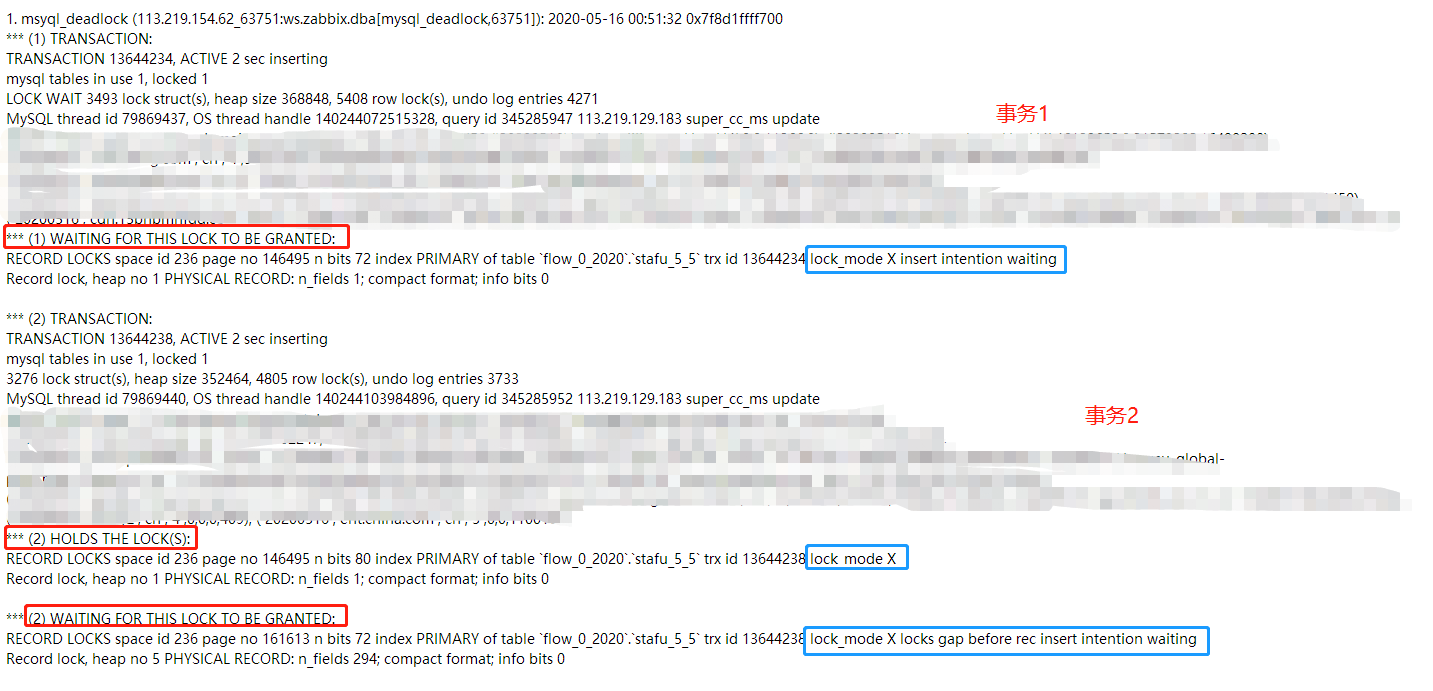 1. msyql_deadlock (113.219.154.62_63751:ws.zabbix.dba[mysql_deadlock,63751]): 2020-05-16 00:51:32 0x7f8d1ffff700
*** (1) TRANSACTION:
TRANSACTION 13644234, ACTIVE 2 sec inserting
mysql tables in use 1, locked 1
LOCK WAIT 3493 lock struct(s), heap size 368848, 5408 row lock(s), undo log entries 4271
MySQL thread id 79869437, OS thread handle 140244072515328, query id 345285947 113.219.129.183 super_cc_ms update
事务1
*** (1) WAITING FOR THIS LOCK TO BE GRANTED:
RECORD LOCKS space id 236 page no 146495 n bits 72 index PRIMARY of table `flow_0_2020`.`stafu_5_5` trx id 13644234 lock_mode X insert intention waiting
Record lock, heap no 1 PHYSICAL RECORD: n_fields 1; compact format; info bits 0
*** (2) TRANSACTION:
TRANSACTION 13644238, ACTIVE 2 sec inserting
mysql tables in use 1, locked 1
3276 lock struct(s), heap size 352464, 4805 row lock(s), undo log entries 3733
MySQL thread id 79869440, OS thread handle 140244103984896, query id 345285952 113.219.129.183 super_cc_ms update
事务2
*** (2) HOLDS THE LOCK(S):
RECORD LOCKS space id 236 page no 146495 n bits 80 index PRIMARY of table `flow_0_2020`.`stafu_5_5` trx id 13644238 lock_mode X
Record lock, heap no 1 PHYSICAL RECORD: n_fields 1; compact format; info bits 0
*** (2) WAITING FOR THIS LOCK TO BE GRANTED:
RECORD LOCKS space id 236 page no 161613 n bits 72 index PRIMARY of table `flow_0_2020`.`stafu_5_5` trx id 13644238 lock_mode X locks gap before rec insert intention waiting
Record lock, heap no 5 PHYSICAL RECORD: n_fields 294; compact format; info bits 0